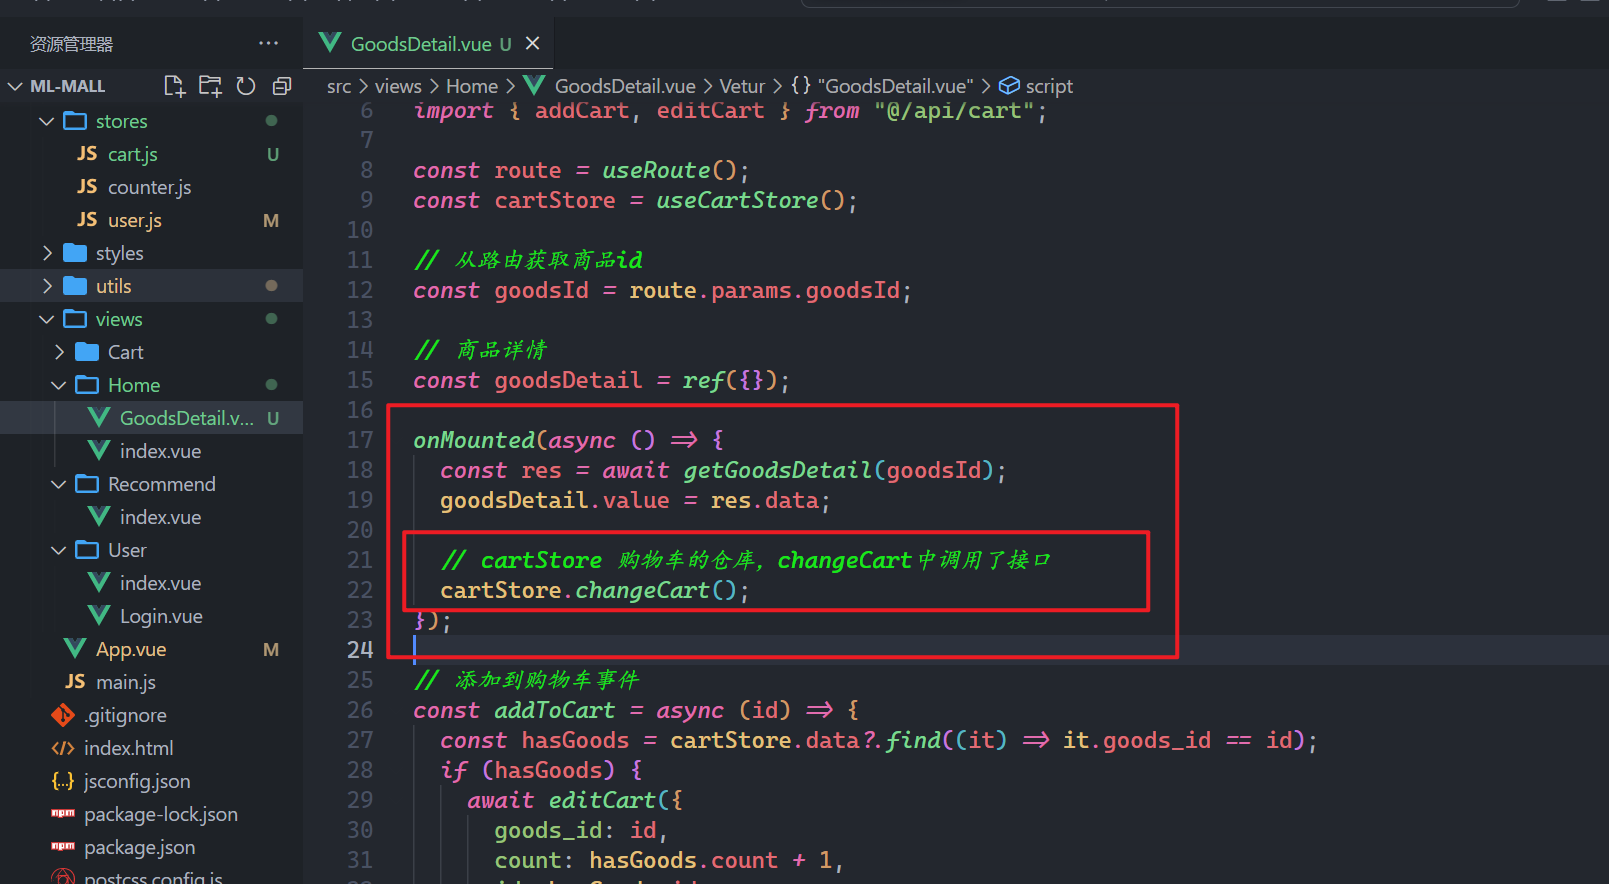 资源管理器
GoodsDetail.vue U
ML-MALL
src > views > Home > GoodsDetail.vue > Vetur > {} "GoodsDetail.vue" > script
stores
JS cart.js U
JS counter.js
JS user.js M
styles
utils
views
Cart
Home
GoodsDetail.v... U
index.vue
Recommend
index.vue
User
index.vue
Login.vue
App.vue M
JS main.js
.gitignore
index.html
jsconfig.json
package-lock.json
package.json
postcss.config.js
6 import { addCart, editCart } from "@/api/cart";
7
8 const route = useRoute();
9 const cartStore = useCartStore();
10
11 // 从路由获取商品id
12 const goodsId = route.params.goodsId;
13
14 // 商品详情
15 const goodsDetail = ref({});
16
17 onMounted(async () => {
18 const res = await getGoodsDetail(goodsId);
19 goodsDetail.value = res.data;
20
21 // cartStore 购物车的仓库，changeCart中调用了接口
22 cartStore.changeCart();
23 });
24
25 // 添加到购物车事件
26 const addToCart = async (id) => {
27 const hasGoods = cartStore.data?.find((it) => it.goods_id == id);
28 if (hasGoods) {
29 await editCart({
30 goods_id: id,
31 count: hasGoods.count + 1,